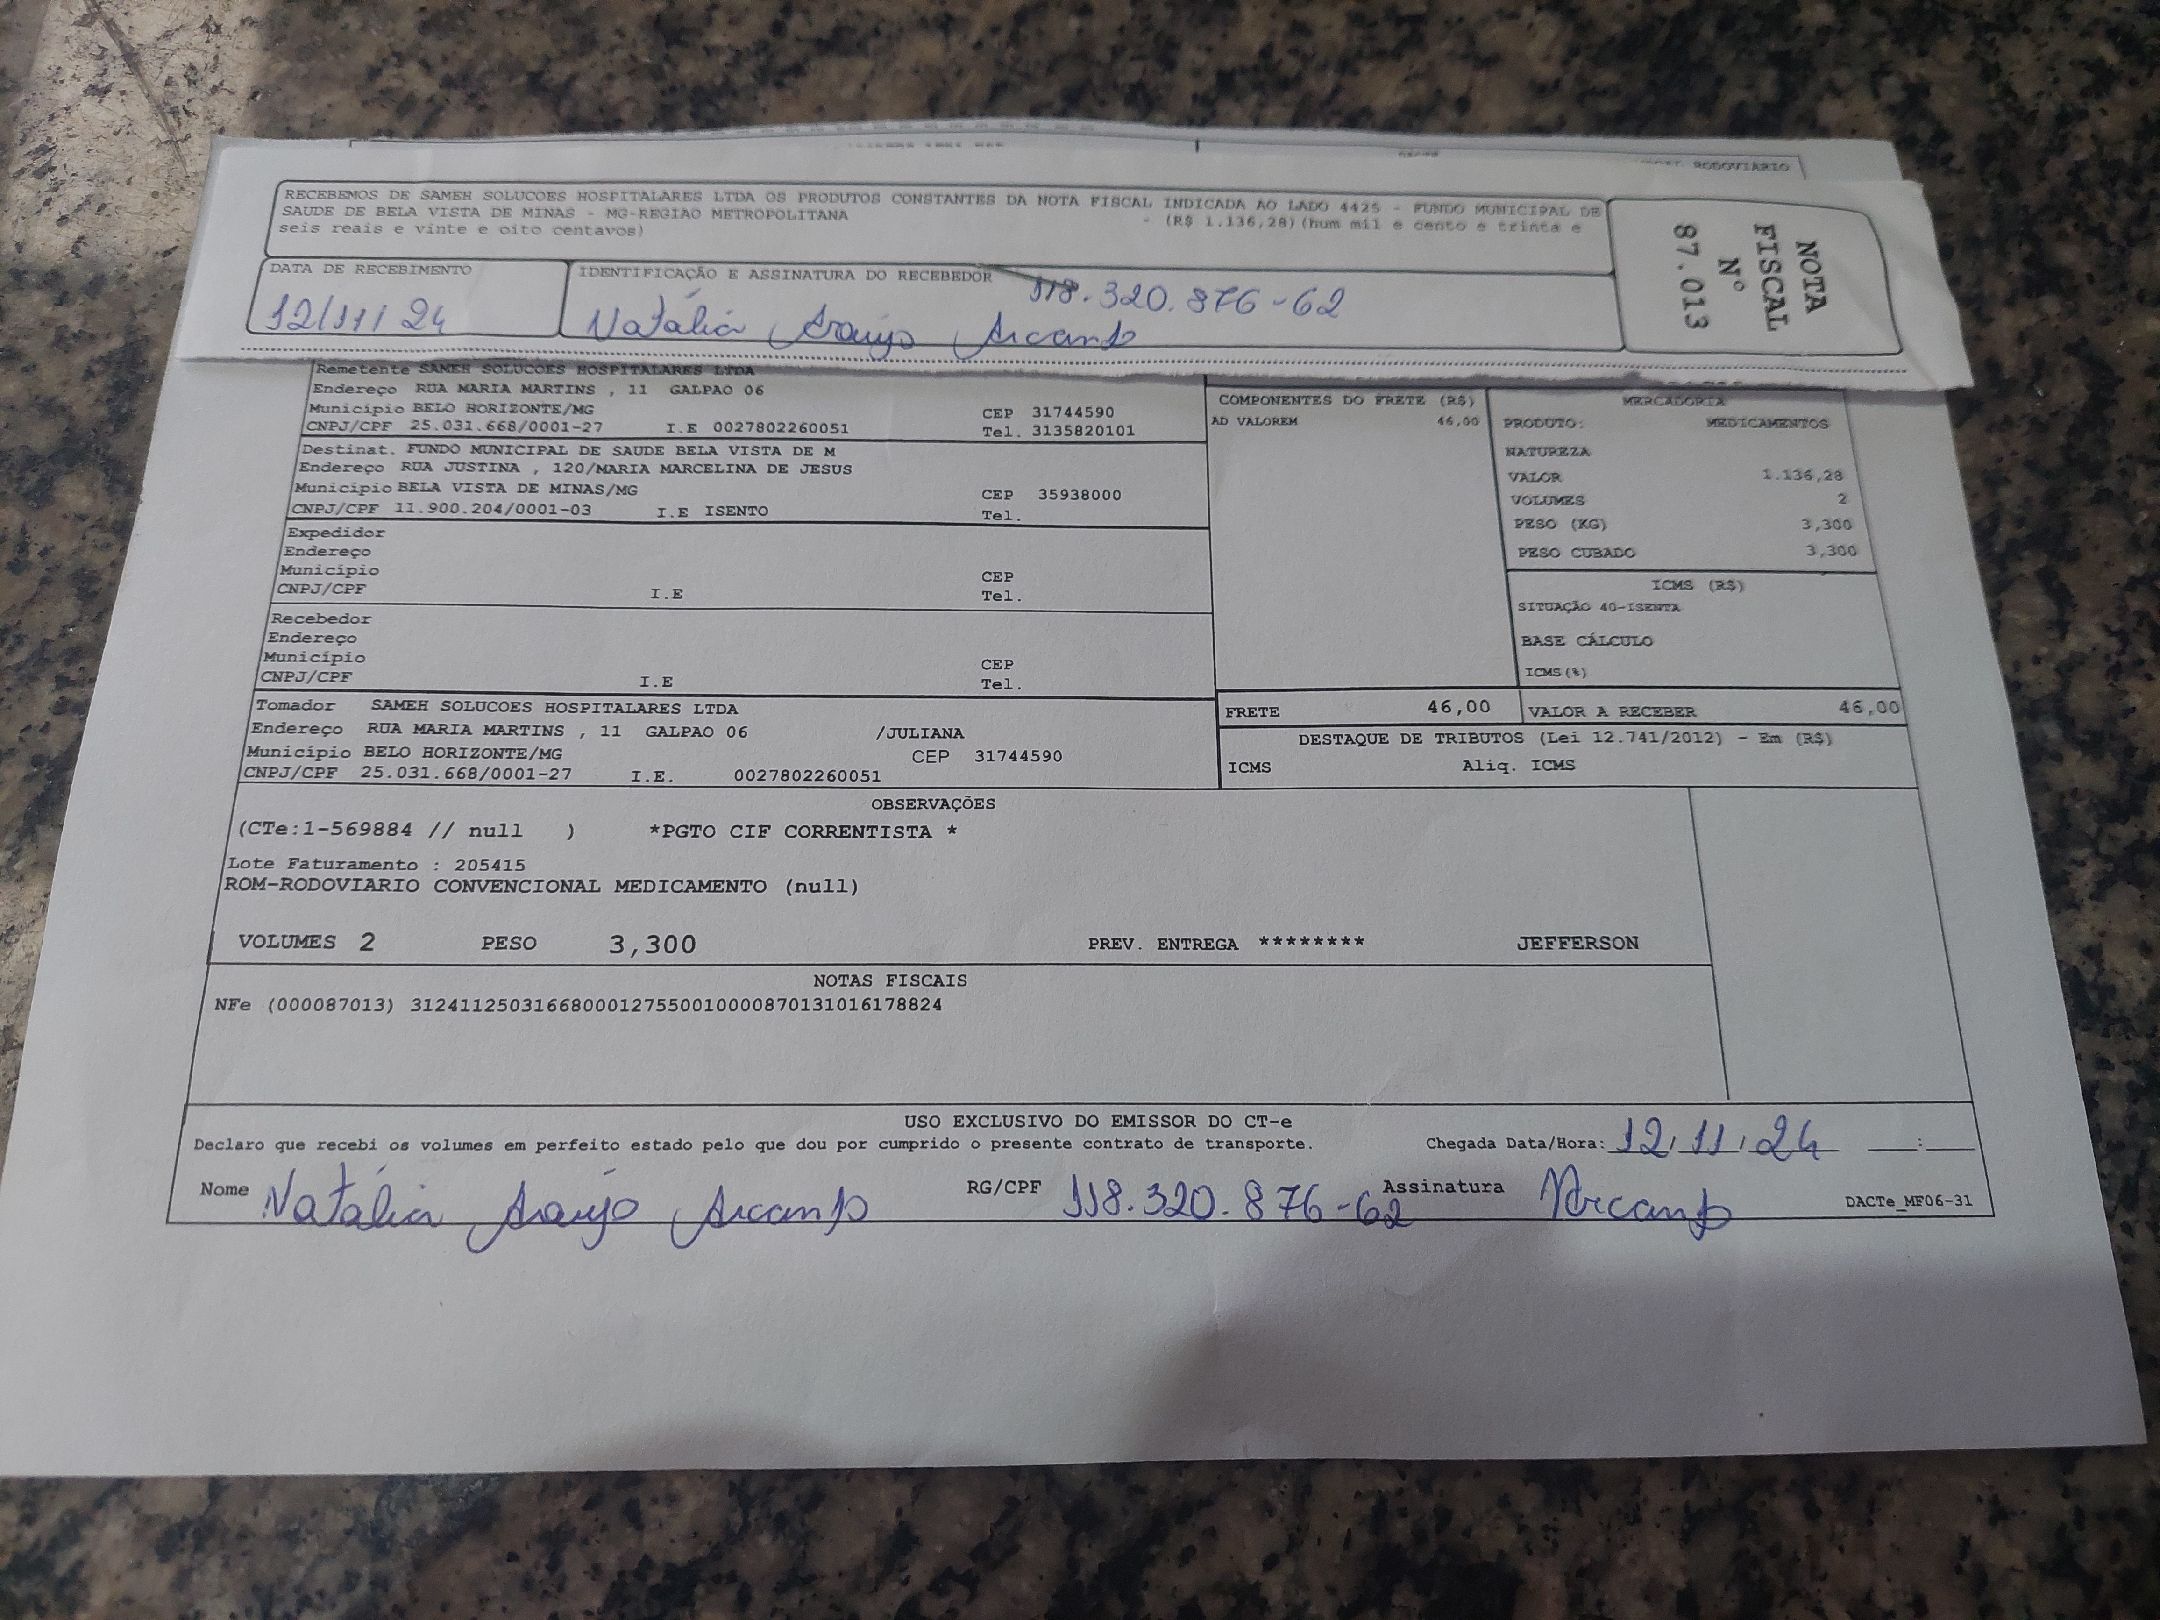 RODOVIÁRIO
RECEBEMOS DE SAMEH SOLUCOES HOSPITALARES LTDA OS PRODUTOS CONSTANTES DA NOTA FISCAL INDICADA AO LADO 4425 - FUNDO MUNICIPAL DE
SAUDE DE BELA VISTA DE MINAS - MG-REGIÃO METROPOLITANA - (R$ 1.136,28) (hum mil e cento e trinta e
seis reais e vinte e oito centavos)
NOTA
FISCAL
Nº
87.013
DATA DE RECEBIMENTO
12/11/24
IDENTIFICAÇÃO E ASSINATURA DO RECEBEDOR
118.320.876-62
Natália Araújo Arcanjo
Remetente SAMEH SOLUCOES HOSPITALARES LTDA
Endereço RUA MARIA MARTINS , 11 GALPAO 06
Município BELO HORIZONTE/MG CEP 31744590
CNPJ/CPF 25.031.668/0001-27 I.E 0027802260051 Tel. 3135820101
Destinat. FUNDO MUNICIPAL DE SAUDE BELA VISTA DE M
Endereço RUA JUSTINA , 120/MARIA MARCELINA DE JESUS
Município BELA VISTA DE MINAS/MG CEP 35938000
CNPJ/CPF 11.900.204/0001-03 I.E ISENTO Tel.
Expedidor
Endereço
Município CEP
CNPJ/CPF I.E Tel.
Recebedor
Endereço
Município CEP
CNPJ/CPF I.E Tel.
Tomador SAMEH SOLUCOES HOSPITALARES LTDA
Endereço RUA MARIA MARTINS , 11 GALPAO 06 /JULIANA
Município BELO HORIZONTE/MG CEP 31744590
CNPJ/CPF 25.031.668/0001-27 I.E. 0027802260051
COMPONENTES DO FRETE (R$)
AD VALOREM 46,00
MERCADORIA
PRODUTO: MEDICAMENTOS
NATUREZA
VALOR 1.136,28
VOLUMES 2
PESO (KG) 3,300
PESO CUBADO 3,300
ICMS (R$)
SITUAÇÃO 40-ISENTA
BASE CÁLCULO
ICMS(%)
FRETE 46,00 VALOR A RECEBER 46,00
DESTAQUE DE TRIBUTOS (Lei 12.741/2012) - Em (R$)
ICMS Aliq. ICMS
OBSERVAÇÕES
(CTe:1-569884 // null ) *PGTO CIF CORRENTISTA *
Lote Faturamento : 205415
ROM-RODOVIARIO CONVENCIONAL MEDICAMENTO (null)
VOLUMES 2 PESO 3,300 PREV. ENTREGA ******** JEFFERSON
NOTAS FISCAIS
NFe (000087013) 31241125031668000127550010000870131016178824
USO EXCLUSIVO DO EMISSOR DO CT-e
Declaro que recebi os volumes em perfeito estado pelo que dou por cumprido o presente contrato de transporte. Chegada Data/Hora: 12/11/24 ____:____
Nome Natália Araújo Arcanjo RG/CPF 118.320.876-62 Assinatura NArcanjo DACTe_MF06-31